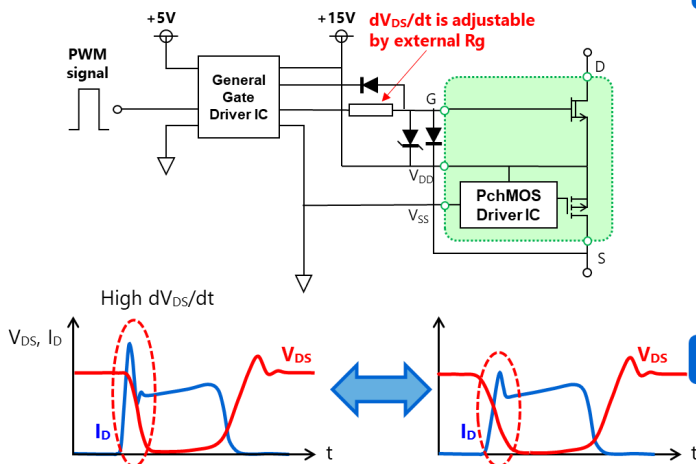 +5V
+15V
dVDS/dt is adjustable
by external Rg
PWM
signal
General
Gate
Driver IC
D
G
VDD
PchMOS
Driver IC
VSS
S
High dVDS/dt
VDS, ID
VDS
ID
t
VDS
ID
t